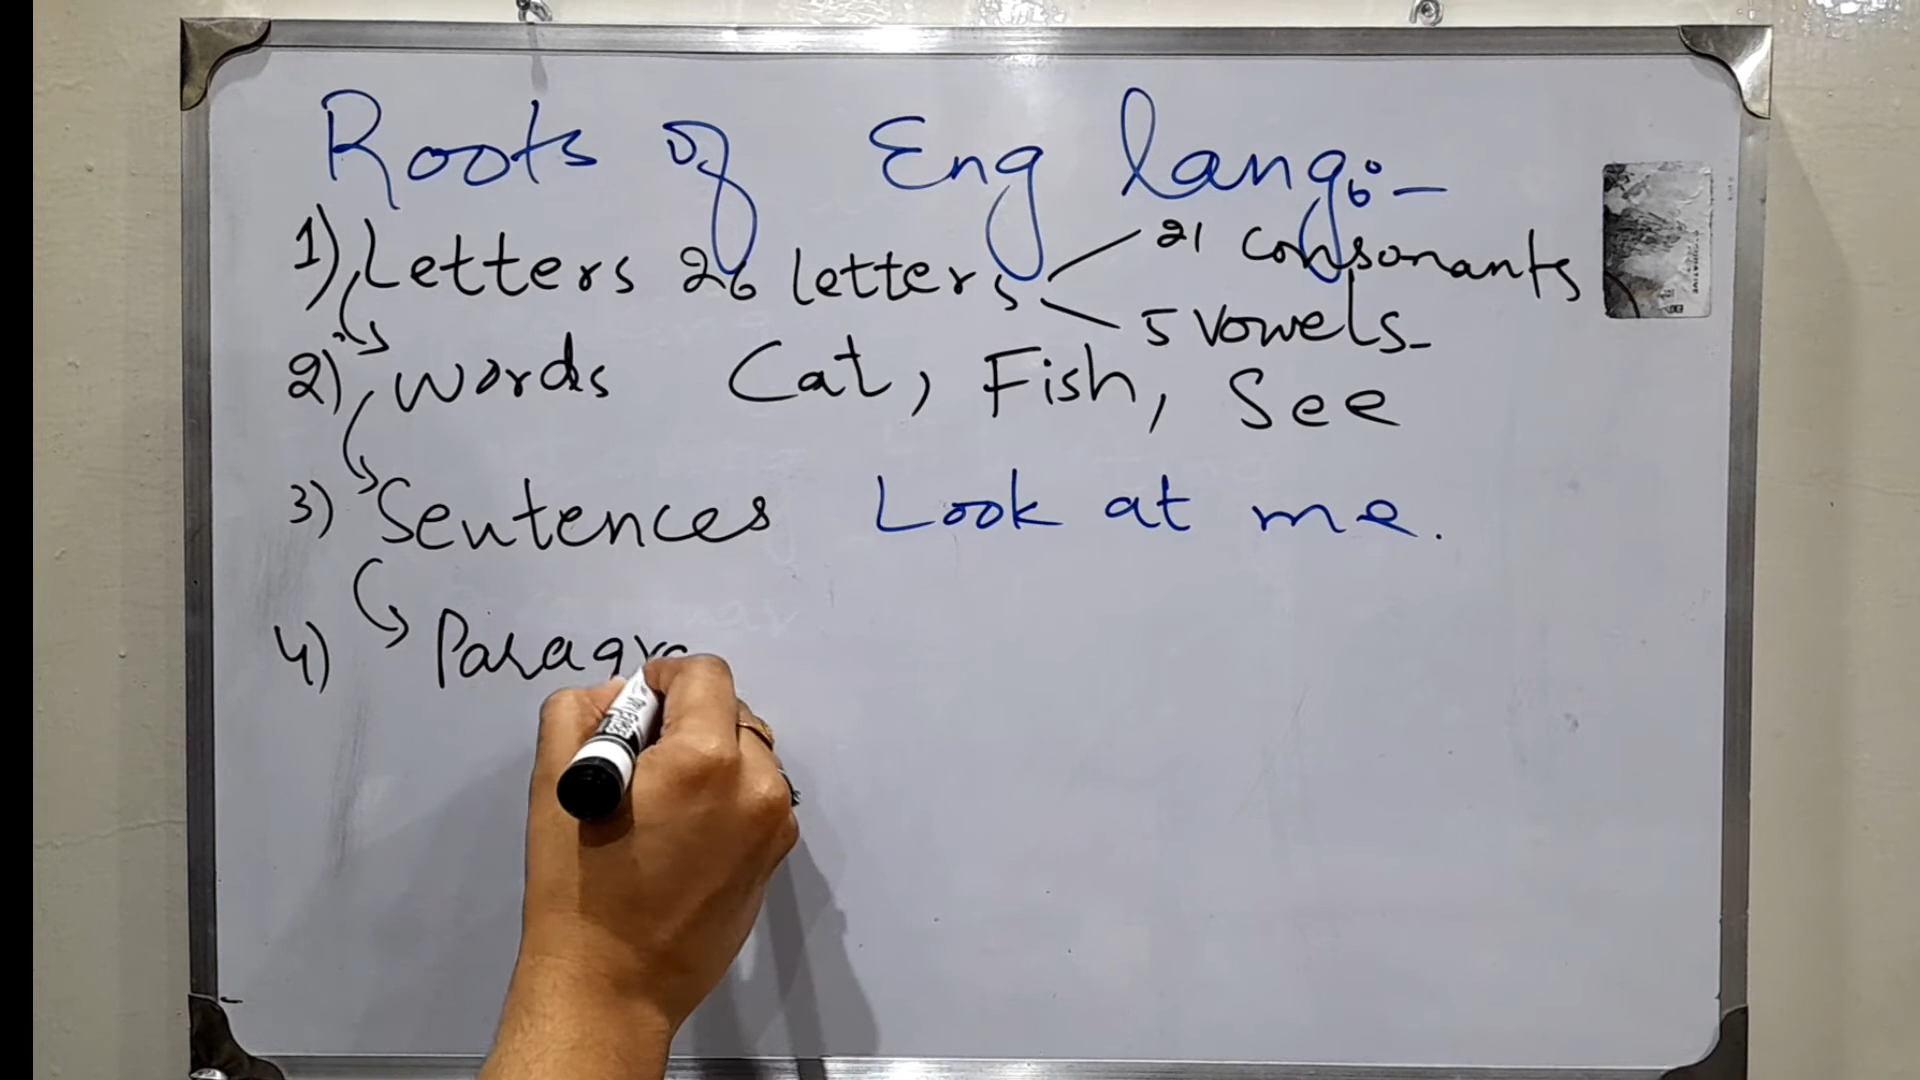 Roots of Eng lang:-
1) Letters 26 letters 21 consonants
5 vowels
2) Words Cat, Fish, See
3) Sentences Look at me.
4) Paragra